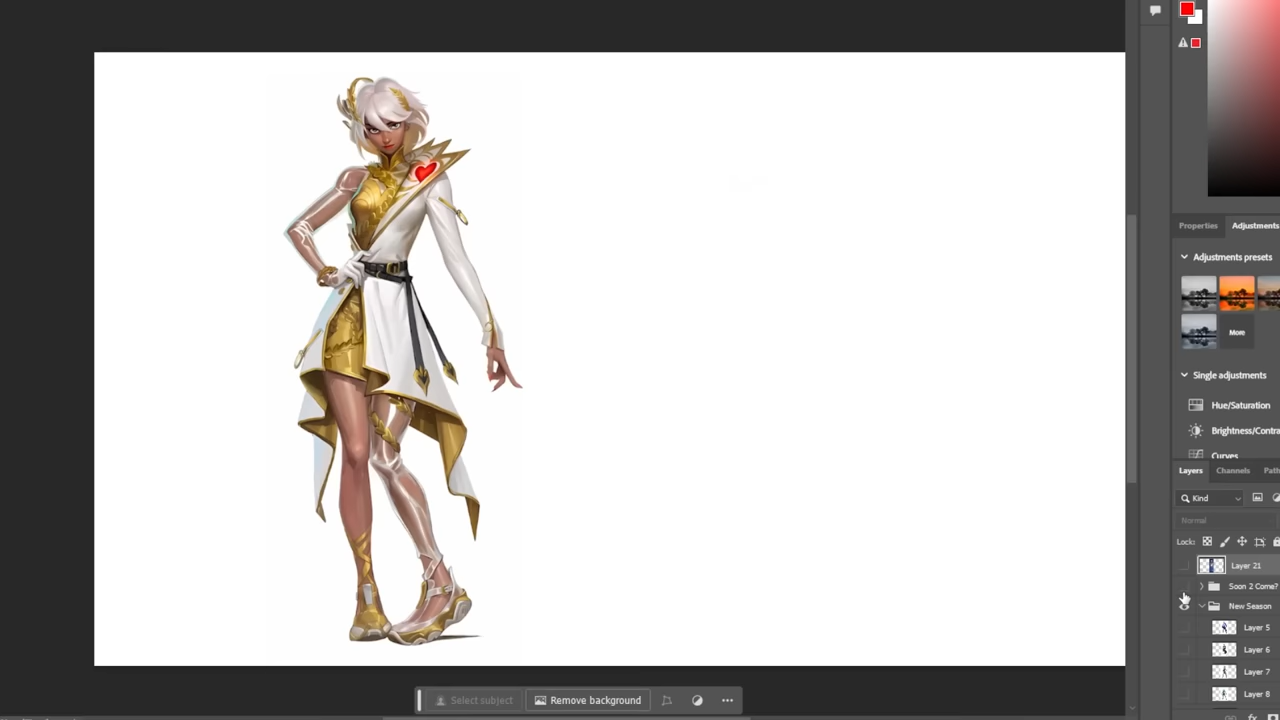 Properties
Adjustments
Adjustments presets
More
Single adjustments
Hue/Saturation
Brightness/Contra
Curves
Layers
Channels
Path
Kind
Normal
Lock:
Layer 21
Soon 2 Come?
New Season
Layer 5
Layer 6
Layer 7
Layer 8
fx
Select subject
Remove background